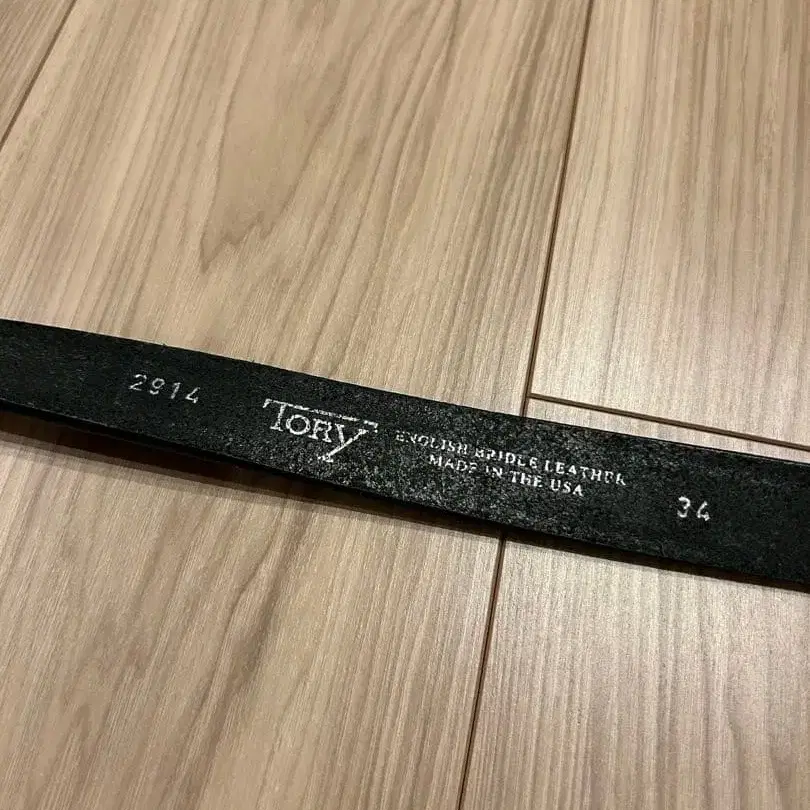 2914
TORY
ENGLISH BRIDLE LEATHER
MADE IN THE USA
34